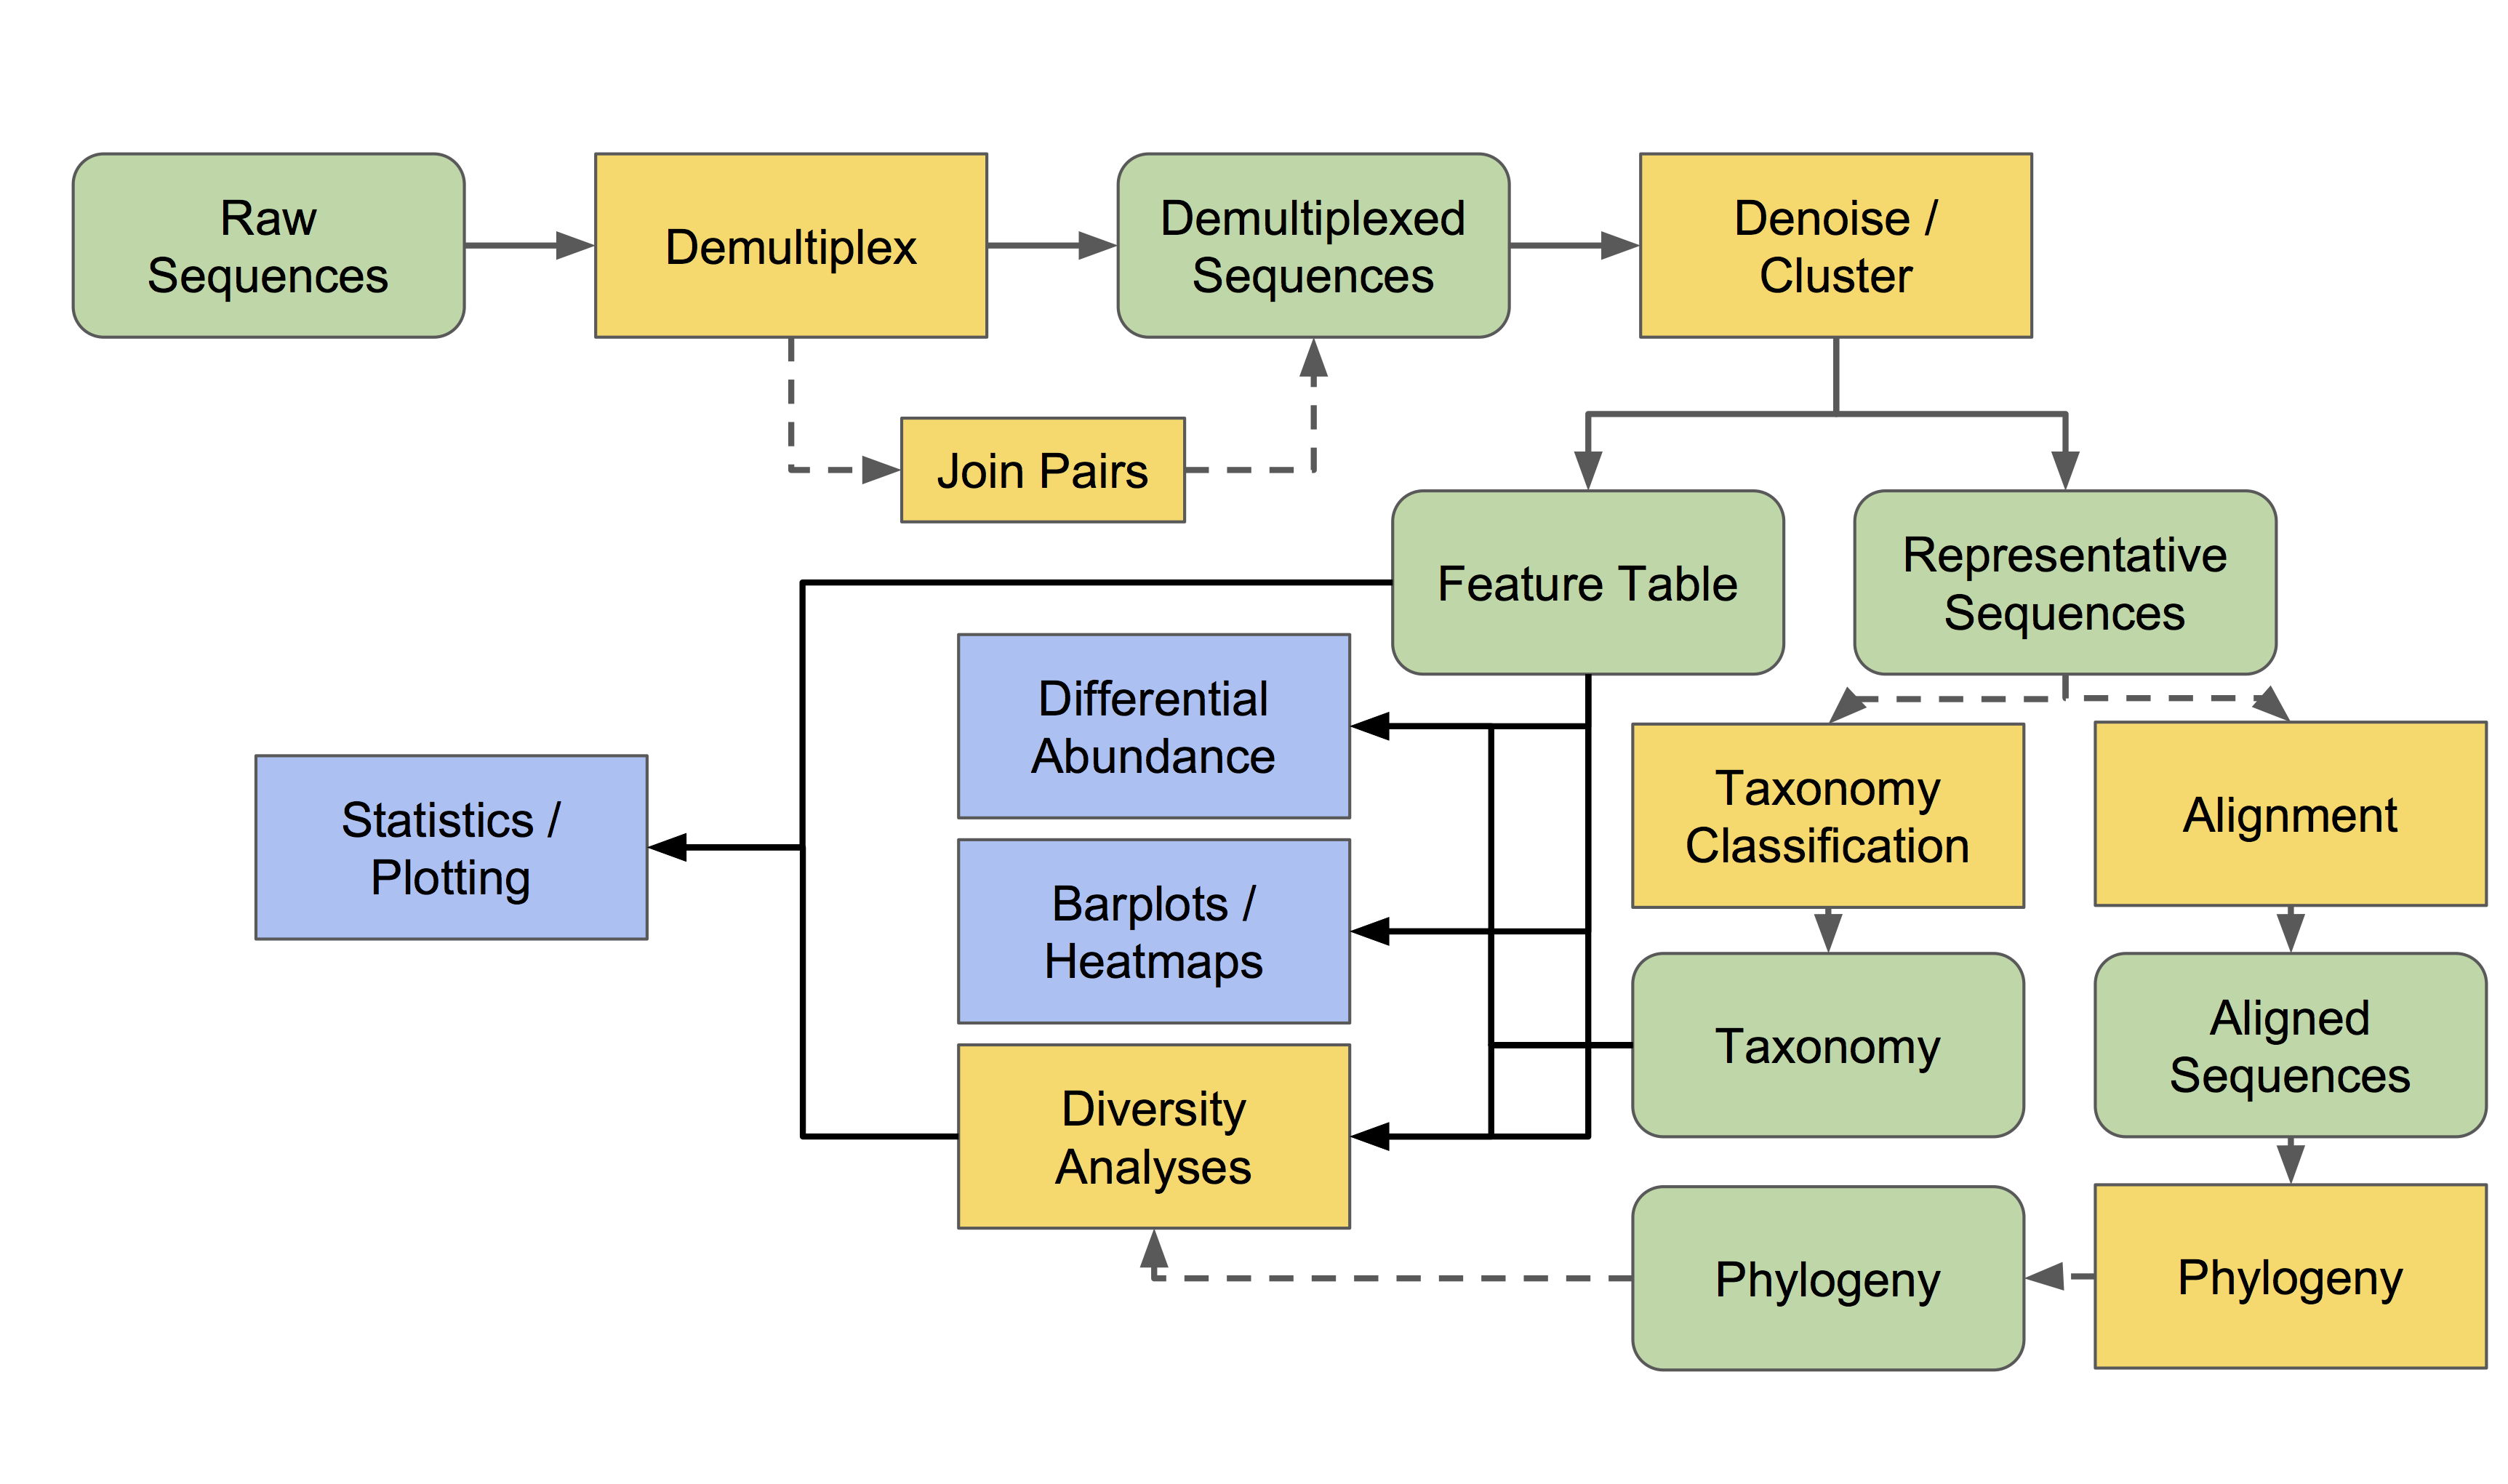 Raw
Sequences
Demultiplex
Demultiplexed
Sequences
Denoise /
Cluster
Join Pairs
Feature Table
Representative
Sequences
Differential
Abundance
Statistics /
Plotting
Taxonomy
Classification
Alignment
Barplots /
Heatmaps
Taxonomy
Aligned
Sequences
Diversity
Analyses
Phylogeny
Phylogeny